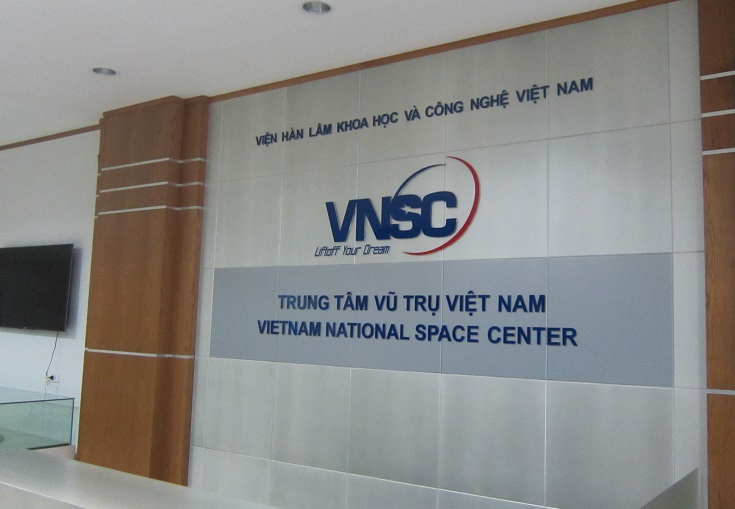 VIỆN HÀN LÂM KHOA HỌC VÀ CÔNG NGHỆ VIỆT NAM
VNSC
Liftoff Your Dream
TRUNG TÂM VŨ TRỤ VIỆT NAM
VIETNAM NATIONAL SPACE CENTER